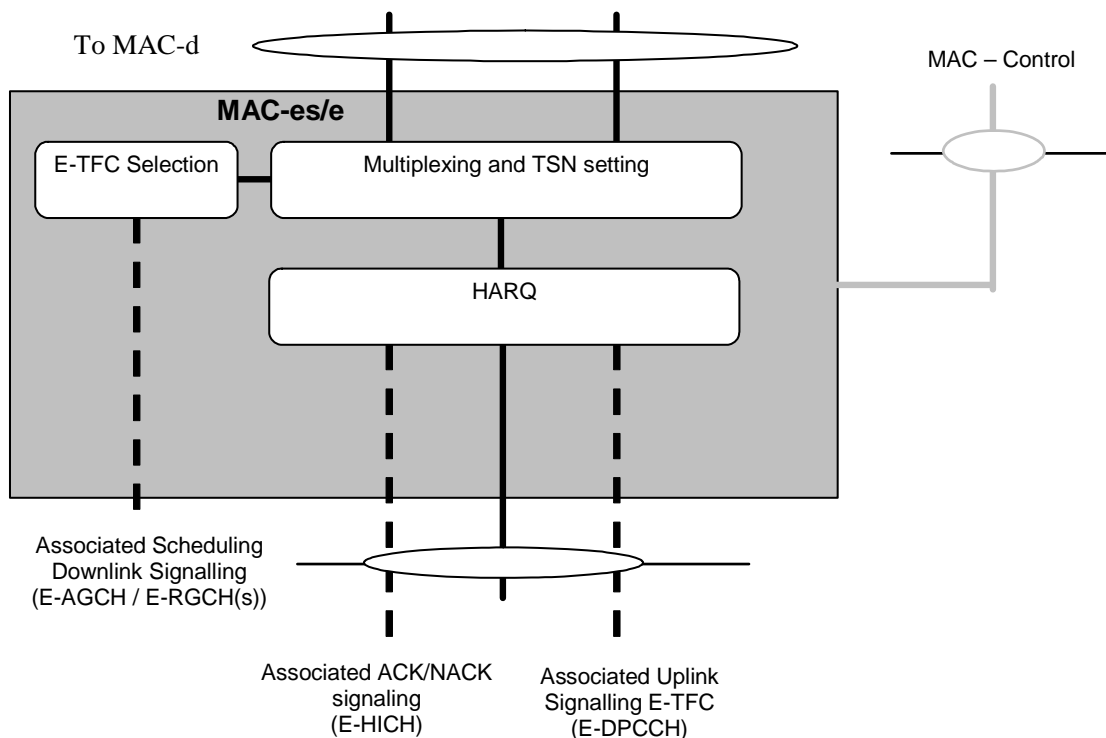 To MAC-d
MAC – Control
MAC-es/e
E-TFC Selection
Multiplexing and TSN setting
HARQ
Associated Scheduling
Downlink Signalling
(E-AGCH / E-RGCH(s))
Associated ACK/NACK
signaling
(E-HICH)
Associated Uplink
Signalling E-TFC
(E-DPCCH)